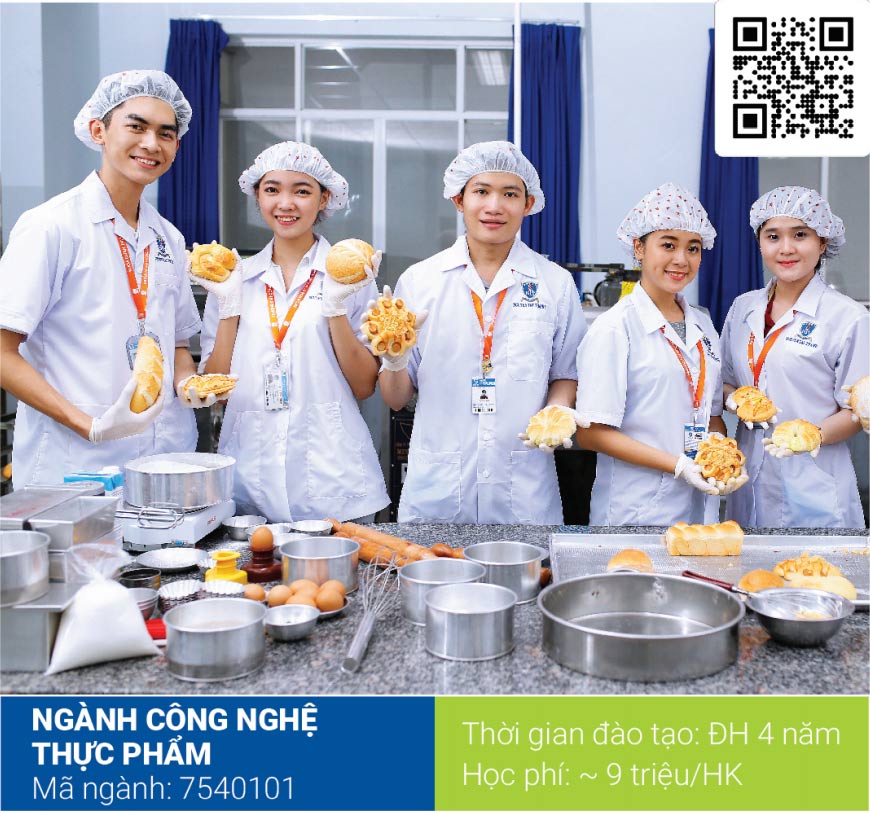 NGÀNH CÔNG NGHỆ
THỰC PHẨM
Mã ngành: 7540101
Thời gian đào tạo: ĐH 4 năm
Học phí: ~ 9 triệu/HK